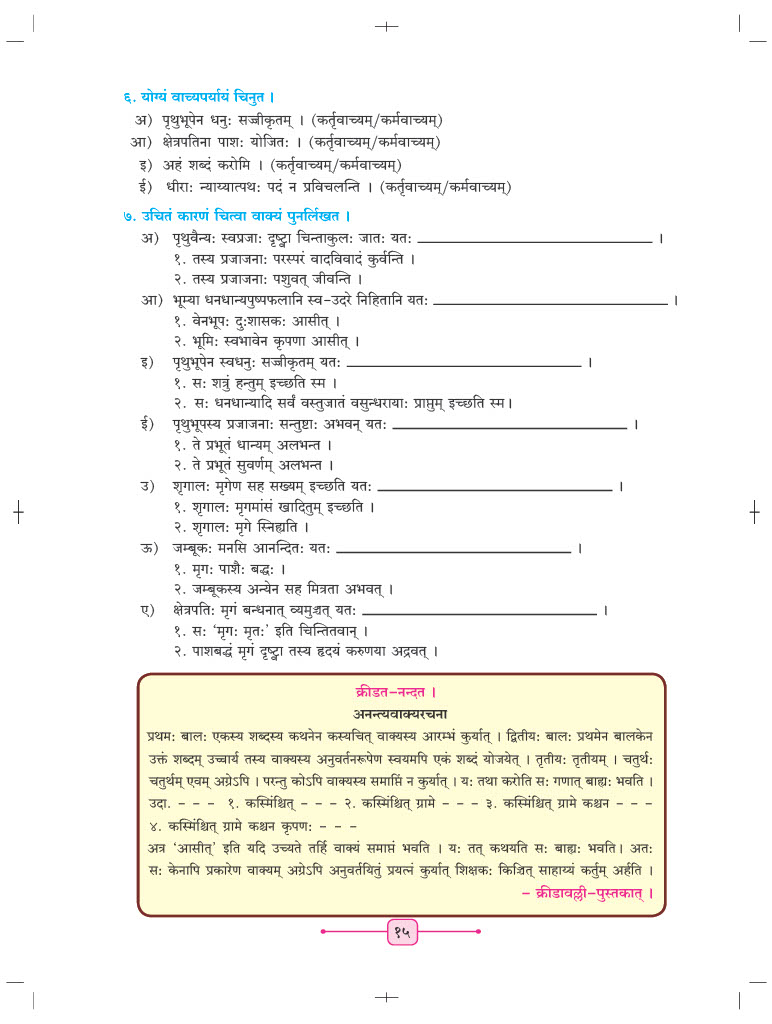 ६. योग्यं वाच्यपर्यायं चिनुत ।
अ) पृथुभूपेन धनुः सज्जीकृतम् । (कर्तृवाच्यम्/कर्मवाच्यम्)
आ) क्षेत्रपतिना पाशः योजितः । (कर्तृवाच्यम्/कर्मवाच्यम्)
इ) अहं शब्दं करोमि । (कर्तृवाच्यम्/कर्मवाच्यम्)
ई) धीराः न्याय्यात्पथः पदं न प्रविचलन्ति । (कर्तृवाच्यम्/कर्मवाच्यम्)
७. उचितं कारणं चित्वा वाक्यं पुनर्लिखत ।
अ) पृथुवैन्यः स्वप्रजाः दृष्ट्वा चिन्ताकुलः जातः यतः ____________ ।
१. तस्य प्रजाजनाः परस्परं वादविवादं कुर्वन्ति ।
२. तस्य प्रजाजनाः पशुवत् जीवन्ति ।
आ) भूम्या धनधान्यपुष्पफलानि स्व-उदरे निहितानि यतः ____________ ।
१. वेनभूपः दुःशासकः आसीत् ।
२. भूमिः स्वभावेन कृपणा आसीत् ।
इ) पृथुभूपेन स्वधनुः सज्जीकृतम् यतः ____________ ।
१. सः शत्रुं हन्तुम् इच्छति स्म ।
२. सः धनधान्यादि सर्वं वस्तुजातं वसुन्धरायाः प्राप्तुम् इच्छति स्म।
ई) पृथुभूपस्य प्रजाजनाः सन्तुष्टाः अभवन् यतः ____________ ।
१. ते प्रभूतं धान्यम् अलभन्त ।
२. ते प्रभूतं सुवर्णम् अलभन्त ।
उ) शृगालः मृगेण सह सख्यम् इच्छति यतः ____________ ।
१. शृगालः मृगमांसं खादितुम् इच्छति ।
२. शृगालः मृगे स्निह्यति ।
ऊ) जम्बूकः मनसि आनन्दितः यतः ____________ ।
१. मृगः पाशैः बद्धः ।
२. जम्बूकस्य अन्येन सह मित्रता अभवत् ।
ए) क्षेत्रपतिः मृगं बन्धनात् व्यमुञ्चत् यतः ____________ ।
१. सः ‘मृगः मृतः’ इति चिन्तितवान् ।
२. पाशबद्धं मृगं दृष्ट्वा तस्य हृदयं करुणया अद्रवत् ।
क्रीडत-नन्दत ।
अनन्त्यवाक्यरचना
प्रथमः बालः एकस्य शब्दस्य कथनेन कस्यचित् वाक्यस्य आरम्भं कुर्यात् । द्वितीयः बालः प्रथमेन बालकेन
उक्तं शब्दम् उच्चार्य तस्य वाक्यस्य अनुवर्तनरूपेण स्वयमपि एकं शब्दं योजयेत् । तृतीयः तृतीयम् । चतुर्थः
चतुर्थम् एवम् अग्रेऽपि । परन्तु कोऽपि वाक्यस्य समाप्तिं न कुर्यात् । यः तथा करोति सः गणात् बाह्यः भवति ।
उदा. - - - १. कस्मिंश्चित् - - - २. कस्मिंश्चित् ग्रामे - - - ३. कस्मिंश्चित् ग्रामे कश्चन - - -
४. कस्मिंश्चित् ग्रामे कश्चन कृपणः - - -
अत्र ‘आसीत्’ इति यदि उच्यते तर्हि वाक्यं समाप्तं भवति । यः तत् कथयति सः बाह्यः भवति। अतः
सः केनापि प्रकारेण वाक्यम् अग्रेऽपि अनुवर्तयितुं प्रयत्नं कुर्यात् शिक्षकः किञ्चित् साहाय्यं कर्तुम् अर्हति ।
- क्रीडावल्ली-पुस्तकात् ।
१५